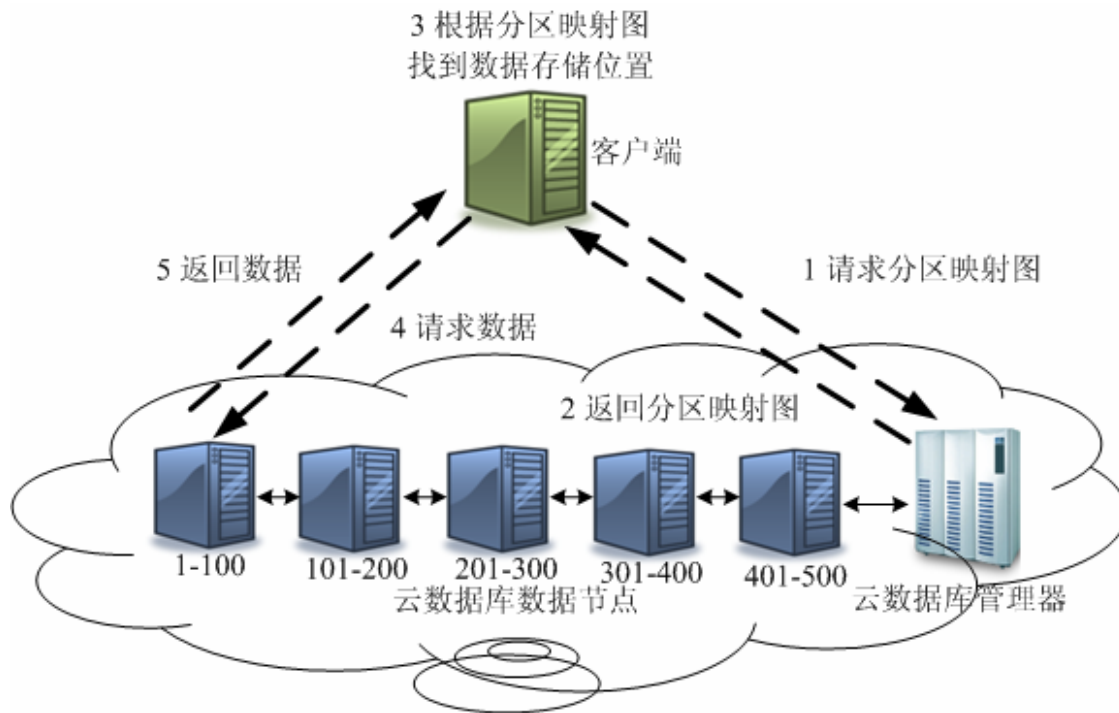 3 根据分区映射图
找到数据存储位置
客户端
5 返回数据
1 请求分区映射图
4 请求数据
2 返回分区映射图
1-100
101-200
201-300
301-400
401-500
云数据库数据节点
云数据库管理器